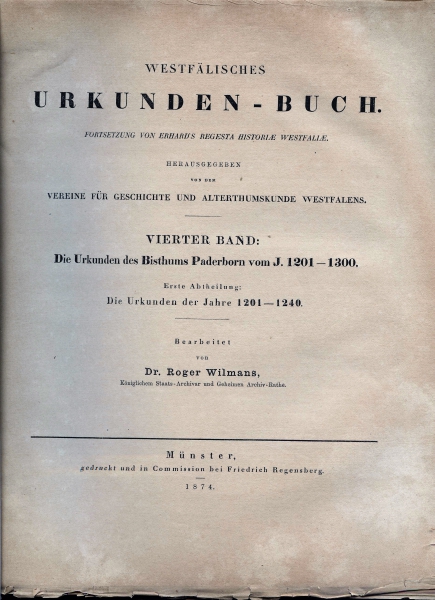 WESTFÄLISCHES
URKUNDEN - BUCH.
FORTSETZUNG VON ERHARDS REGESTA HISTORIÆ WESTFALIÆ.
HERAUSGEGEBEN
VON DEM
VEREINE FÜR GESCHICHTE UND ALTERTHUMSKUNDE WESTFALENS.
VIERTER BAND:
Die Urkunden des Bisthums Paderborn vom J. 1201—1300.
Erste Abtheilung:
Die Urkunden der Jahre 1201—1240.
Bearbeitet
von
Dr. Roger Wilmans,
Königlichem Staats-Archivar und Geheimen Archiv-Rathe.
Münster,
gedruckt und in Commission bei Friedrich Regensberg.
1874.